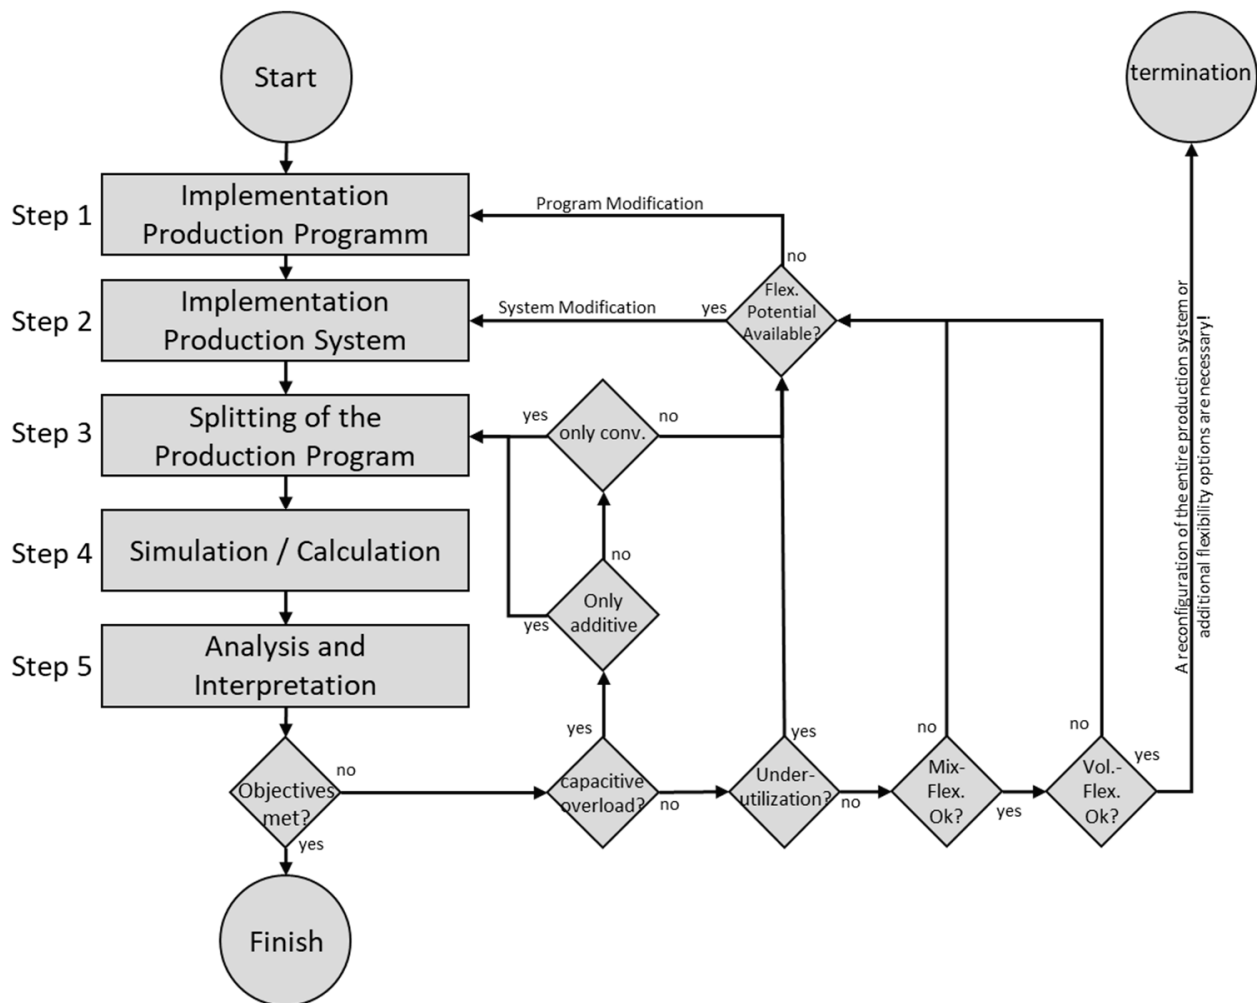 Start
termination
Step 1
Implementation
Production Programm
Program Modification
no
Step 2
Implementation
Production System
System Modification
yes
Flex.
Potential
Available?
Step 3
Splitting of the
Production Program
yes
only conv.
no
Step 4
Simulation / Calculation
no
Only
additive
yes
Step 5
Analysis and
Interpretation
A reconfiguration of the entire production system or
additional flexibility options are necessary!
Objectives
met?
no
yes
capacitive
overload?
yes
no
Under-
utilization?
yes
no
Mix-
Flex.
Ok?
no
yes
Vol.-
Flex.
Ok?
no
yes
Finish